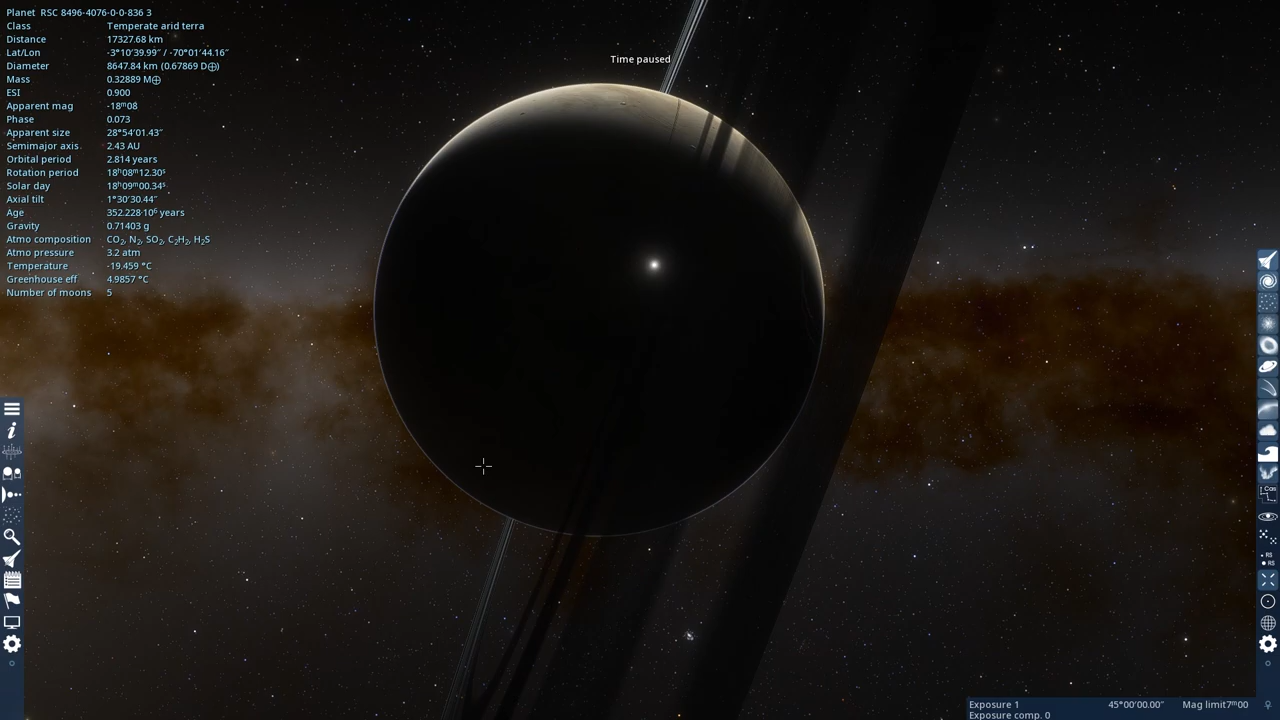 Planet RSC 8496-4076-0-0-836 3
Class Temperate arid terra
Distance 17327.68 km
Lat/Lon -3°10′39.99″ / -70°01′44.16″
Diameter 8647.84 km (0.67869 D⊕)
Mass 0.32889 M⊕
ESI 0.900
Apparent mag -18ᵐ08
Phase 0.073
Apparent size 28°54′01.43″
Semimajor axis 2.43 AU
Orbital period 2.814 years
Rotation period 18ʰ08ᵐ12.30ˢ
Solar day 18ʰ09ᵐ00.34ˢ
Axial tilt 1°30′30.44″
Age 352.228·10⁶ years
Gravity 0.71403 g
Atmo composition CO₂, N₂, SO₂, C₂H₂, H₂S
Atmo pressure 3.2 atm
Temperature -19.459 °C
Greenhouse eff 4.9857 °C
Number of moons 5
Time paused
Can
RS
RS
Exposure 1 45°00′00.00″ Mag limit7ᵐ00
Exposure comp. 0